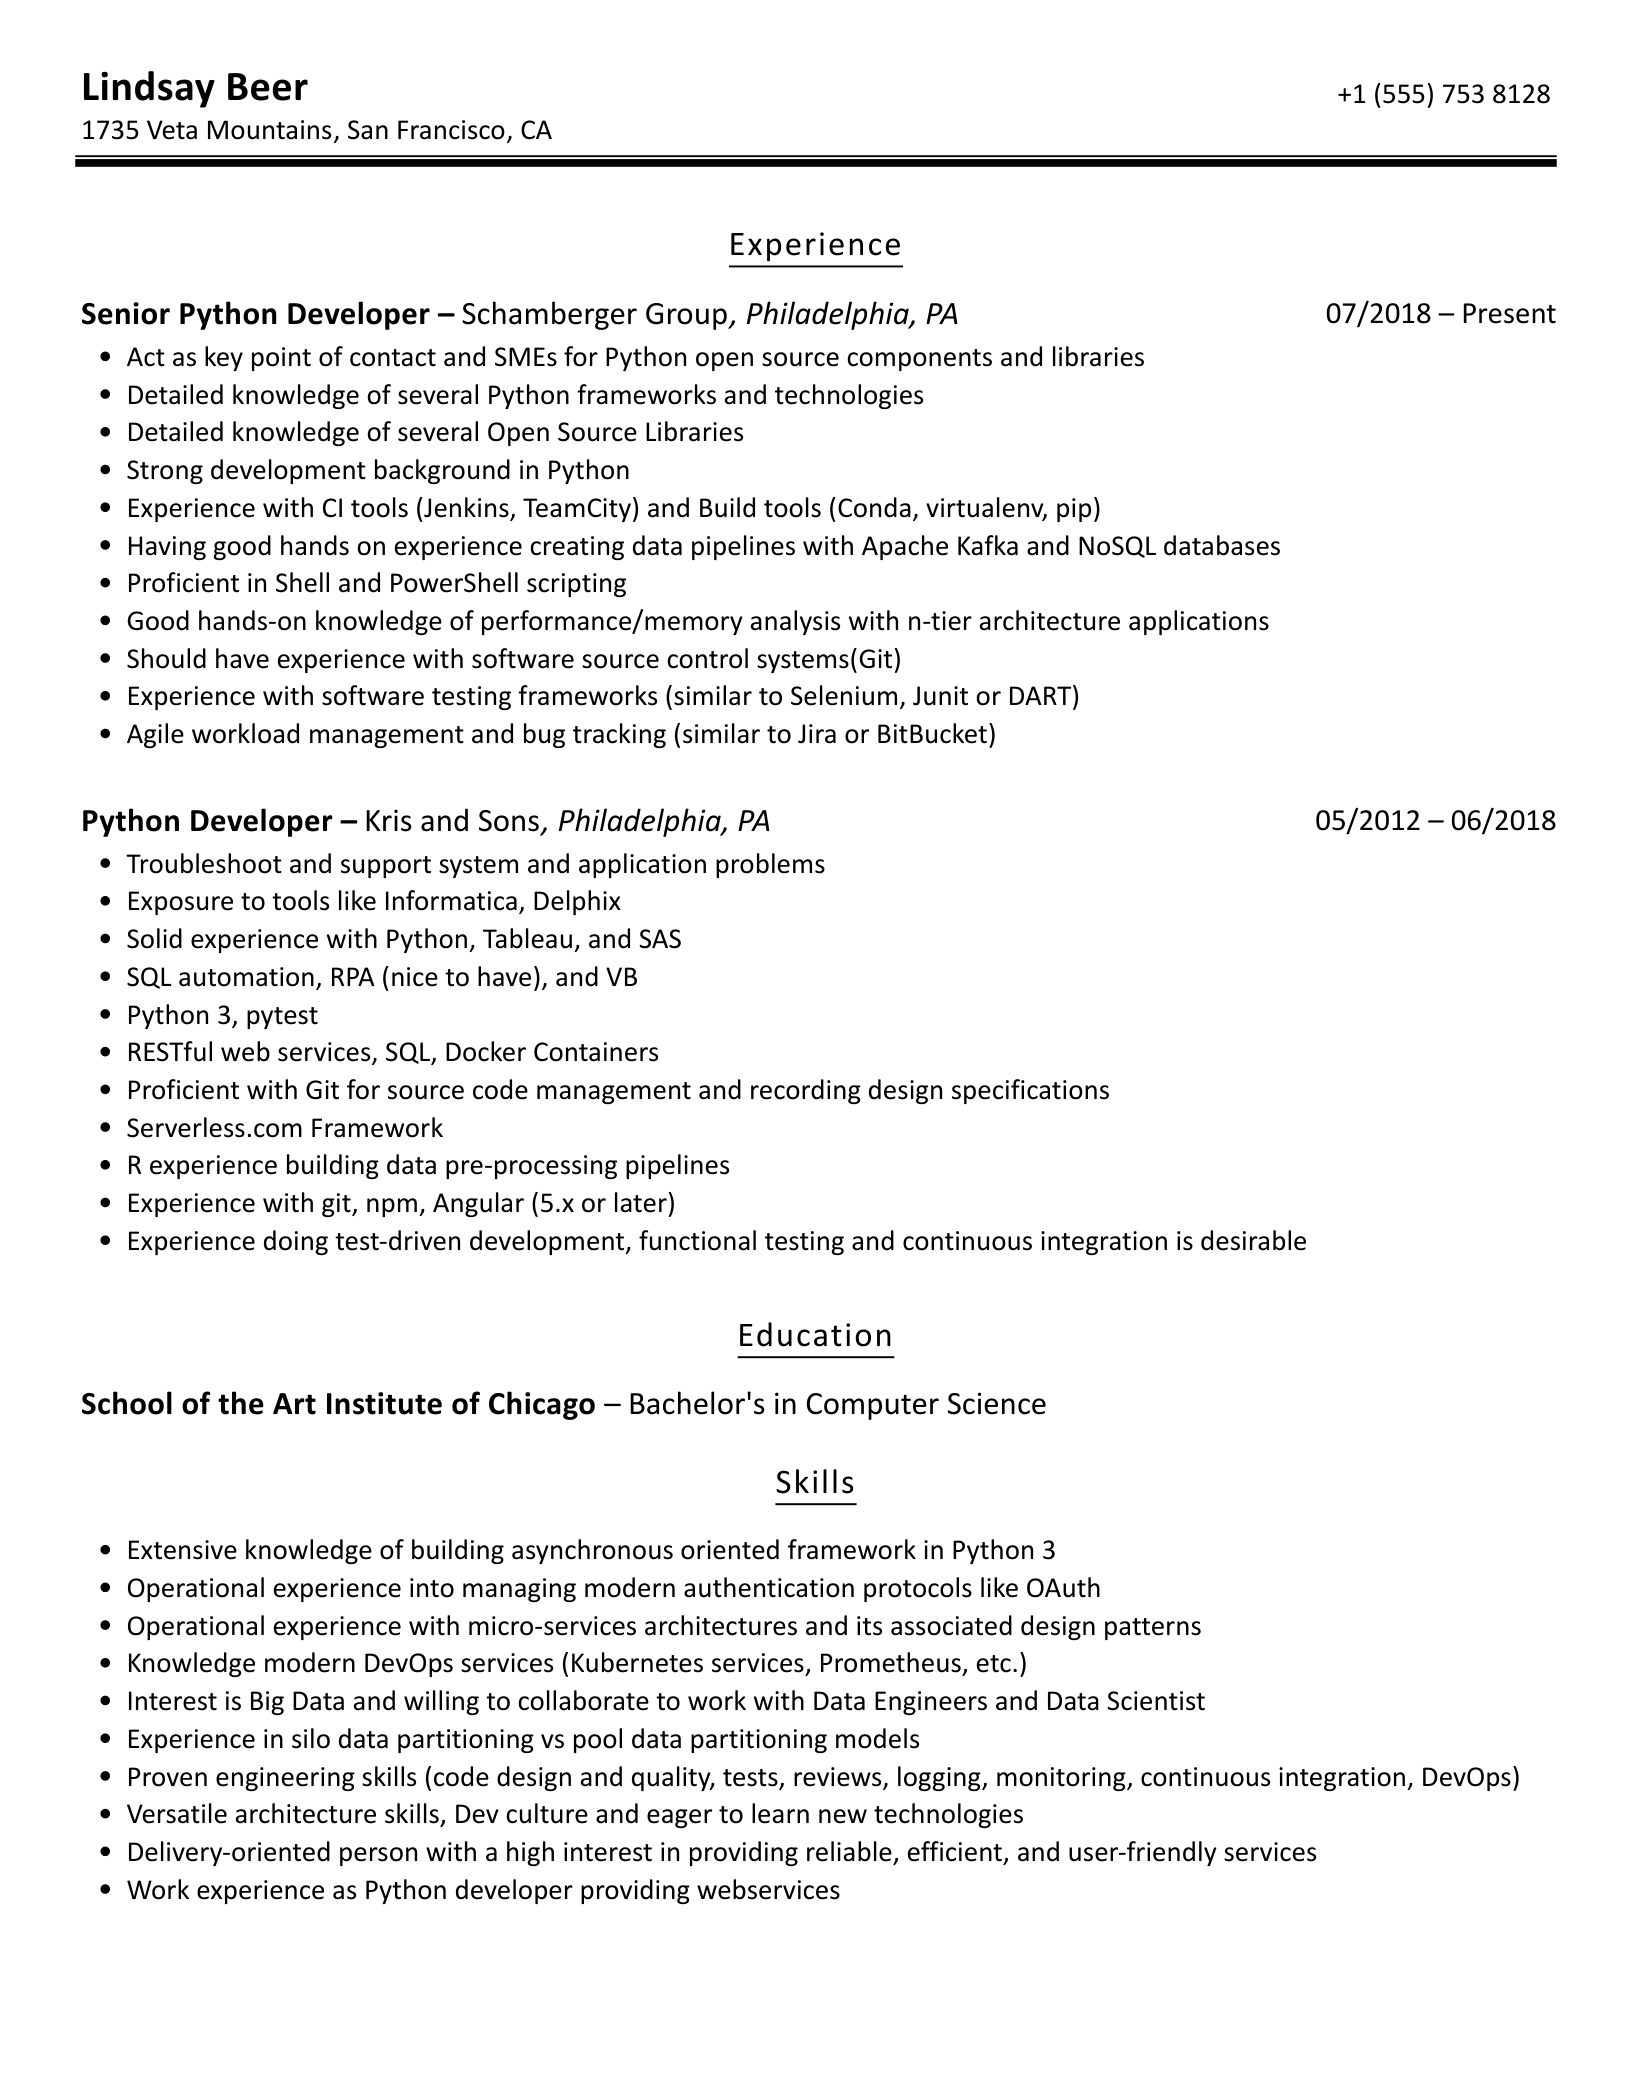 Lindsay Beer
+1 (555) 753 8128
1735 Veta Mountains, San Francisco, CA
Experience
Senior Python Developer – Schamberger Group, Philadelphia, PA 07/2018 – Present
• Act as key point of contact and SMEs for Python open source components and libraries
• Detailed knowledge of several Python frameworks and technologies
• Detailed knowledge of several Open Source Libraries
• Strong development background in Python
• Experience with CI tools (Jenkins, TeamCity) and Build tools (Conda, virtualenv, pip)
• Having good hands on experience creating data pipelines with Apache Kafka and NoSQL databases
• Proficient in Shell and PowerShell scripting
• Good hands-on knowledge of performance/memory analysis with n-tier architecture applications
• Should have experience with software source control systems(Git)
• Experience with software testing frameworks (similar to Selenium, Junit or DART)
• Agile workload management and bug tracking (similar to Jira or BitBucket)
Python Developer – Kris and Sons, Philadelphia, PA 05/2012 – 06/2018
• Troubleshoot and support system and application problems
• Exposure to tools like Informatica, Delphix
• Solid experience with Python, Tableau, and SAS
• SQL automation, RPA (nice to have), and VB
• Python 3, pytest
• RESTful web services, SQL, Docker Containers
• Proficient with Git for source code management and recording design specifications
• Serverless.com Framework
• R experience building data pre-processing pipelines
• Experience with git, npm, Angular (5.x or later)
• Experience doing test-driven development, functional testing and continuous integration is desirable
Education
School of the Art Institute of Chicago – Bachelor's in Computer Science
Skills
• Extensive knowledge of building asynchronous oriented framework in Python 3
• Operational experience into managing modern authentication protocols like OAuth
• Operational experience with micro-services architectures and its associated design patterns
• Knowledge modern DevOps services (Kubernetes services, Prometheus, etc.)
• Interest is Big Data and willing to collaborate to work with Data Engineers and Data Scientist
• Experience in silo data partitioning vs pool data partitioning models
• Proven engineering skills (code design and quality, tests, reviews, logging, monitoring, continuous integration, DevOps)
• Versatile architecture skills, Dev culture and eager to learn new technologies
• Delivery-oriented person with a high interest in providing reliable, efficient, and user-friendly services
• Work experience as Python developer providing webservices